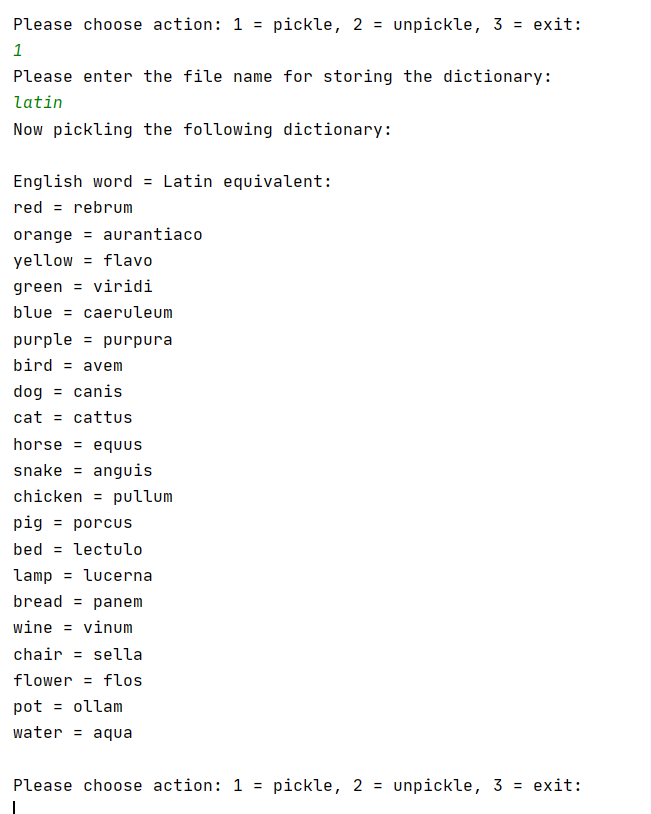 Please choose action: 1 = pickle, 2 = unpickle, 3 = exit:
1
Please enter the file name for storing the dictionary:
latin
Now pickling the following dictionary:
English word = Latin equivalent:
red = rebrum
orange = aurantiaco
yellow = flavo
green = viridi
blue = caeruleum
purple = purpura
bird = avem
dog = canis
cat = cattus
horse = equus
snake = anguis
chicken = pullum
pig = porcus
bed = lectulo
lamp = lucerna
bread = panem
wine = vinum
chair = sella
flower = flos
pot = ollam
water = aqua
Please choose action: 1 = pickle, 2 = unpickle, 3 = exit: